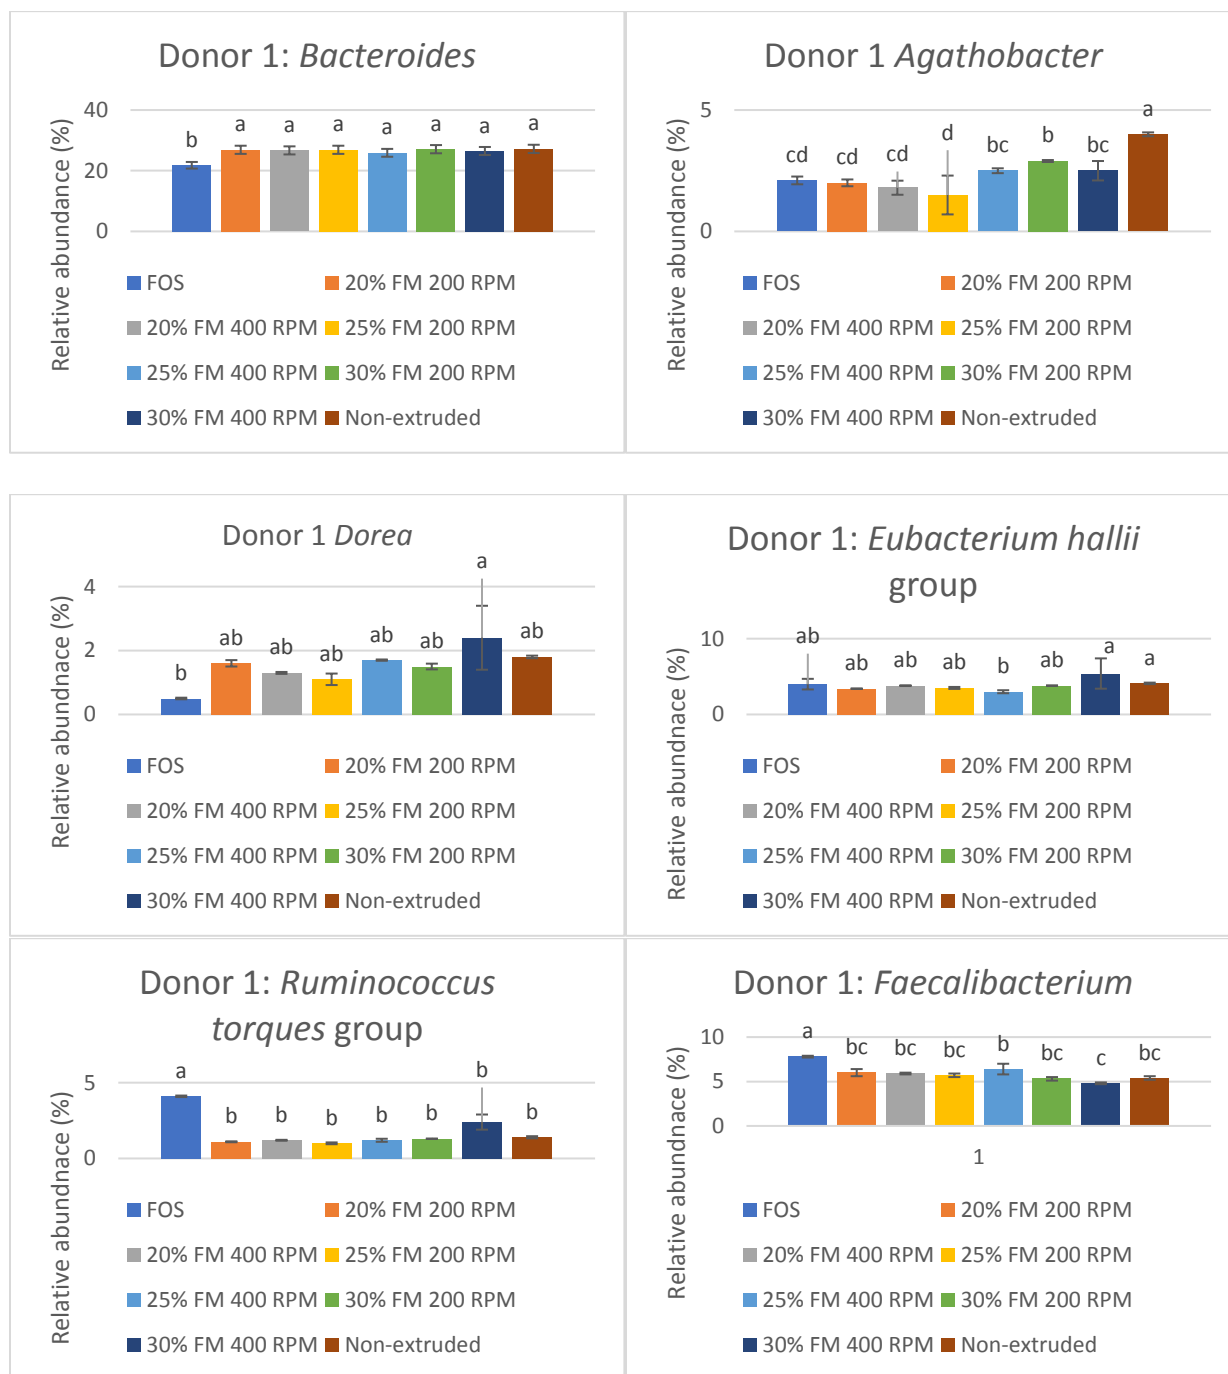 Donor 1: Bacteroides
Relative abundance (%)
40
20
0
b a a a a a a a
FOS
20% FM 200 RPM
20% FM 400 RPM
25% FM 200 RPM
25% FM 400 RPM
30% FM 200 RPM
30% FM 400 RPM
Non-extruded
Donor 1 Agathobacter
Relative abundance (%)
5
0
cd cd cd d bc b bc a
FOS
20% FM 200 RPM
20% FM 400 RPM
25% FM 200 RPM
25% FM 400 RPM
30% FM 200 RPM
30% FM 400 RPM
Non-extruded
Donor 1 Dorea
Relative abundnace (%)
4
2
0
b ab ab ab ab ab a ab
FOS
20% FM 200 RPM
20% FM 400 RPM
25% FM 200 RPM
25% FM 400 RPM
30% FM 200 RPM
30% FM 400 RPM
Non-extruded
Donor 1: Eubacterium hallii
group
Relative abundnace (%)
10
0
ab ab ab ab b ab a a
FOS
20% FM 200 RPM
20% FM 400 RPM
25% FM 200 RPM
25% FM 400 RPM
30% FM 200 RPM
30% FM 400 RPM
Non-extruded
Donor 1: Ruminococcus
torques group
Relative abundnace (%)
5
0
a b b b b b b b
FOS
20% FM 200 RPM
20% FM 400 RPM
25% FM 200 RPM
25% FM 400 RPM
30% FM 200 RPM
30% FM 400 RPM
Non-extruded
Donor 1: Faecalibacterium
Relative abundnace (%)
10
5
0
a bc bc bc b bc c bc
1
FOS
20% FM 200 RPM
20% FM 400 RPM
25% FM 200 RPM
25% FM 400 RPM
30% FM 200 RPM
30% FM 400 RPM
Non-extruded